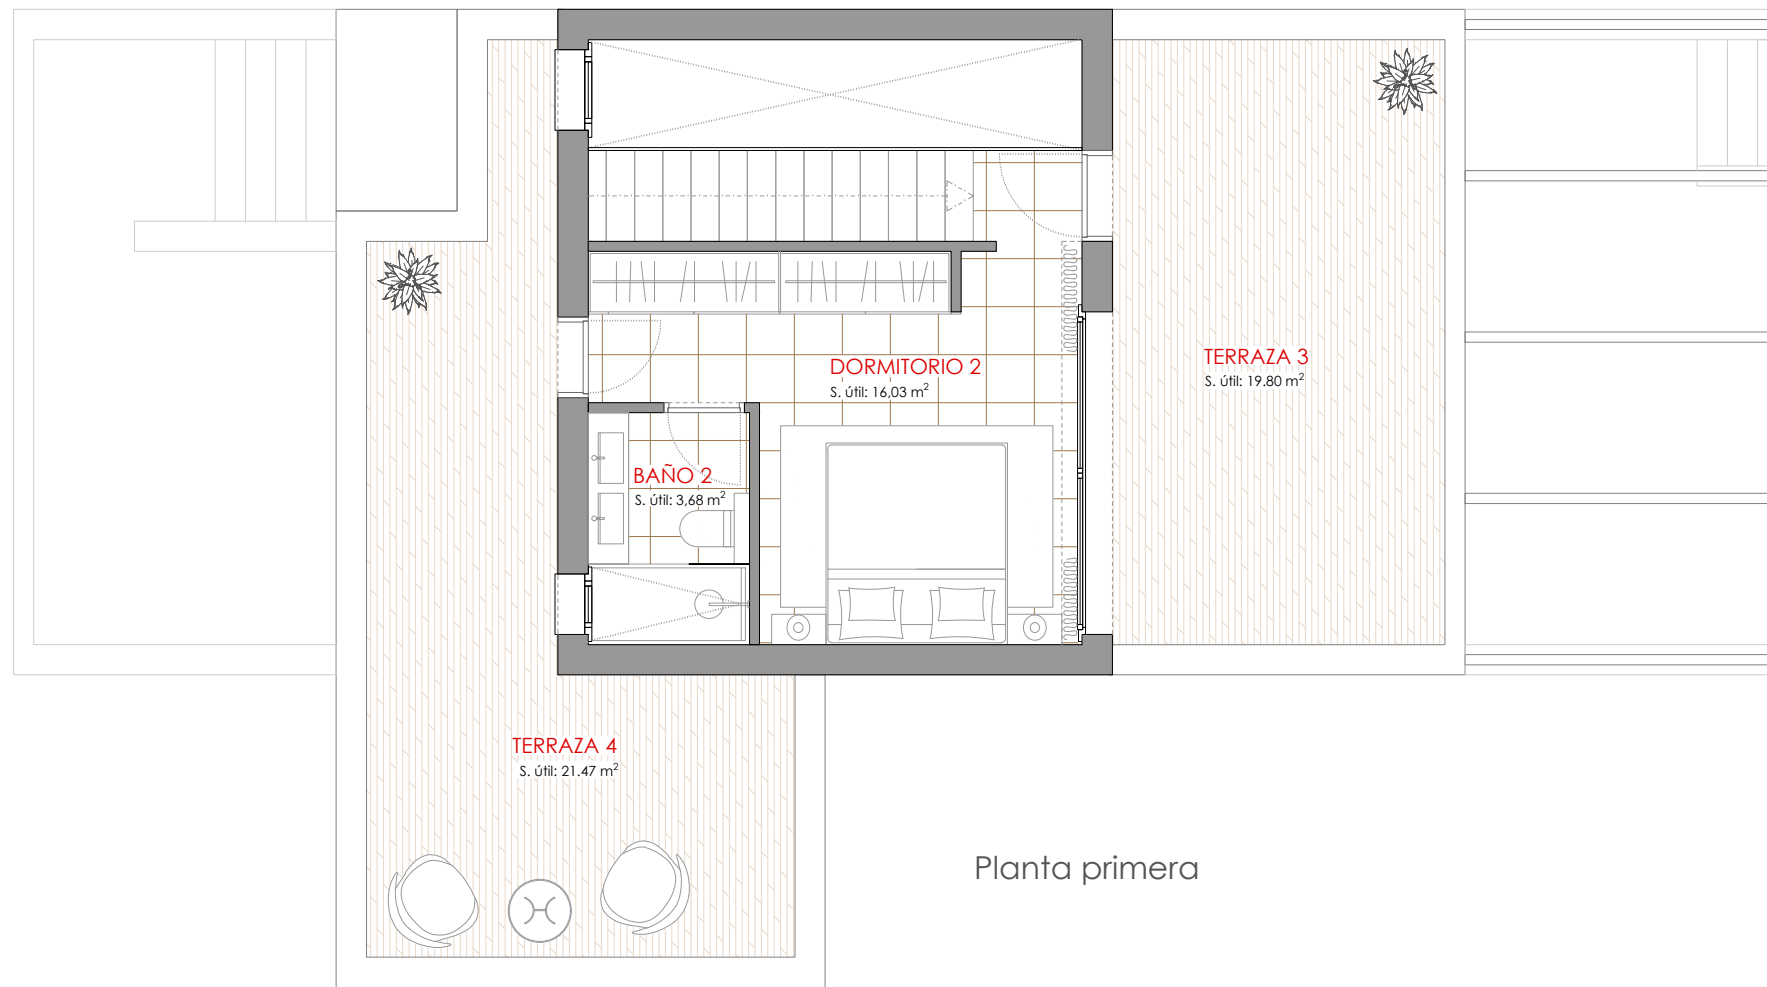 DORMITORIO 2
S. útil: 16,03 m²
TERRAZA 3
S. útil: 19.80 m²
BAÑO 2
S. útil: 3,68 m²
TERRAZA 4
S. útil: 21.47 m²
Planta primera